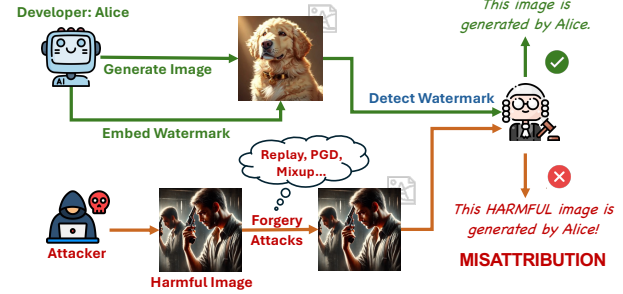 Developer: Alice
This image is
generated by Alice.
AI
Generate Image
Detect Watermark
Embed Watermark
Replay, PGD,
Mixup...
Forgery
Attacks
Attacker
Harmful Image
This HARMFUL image is
generated by Alice!
MISATTRIBUTION